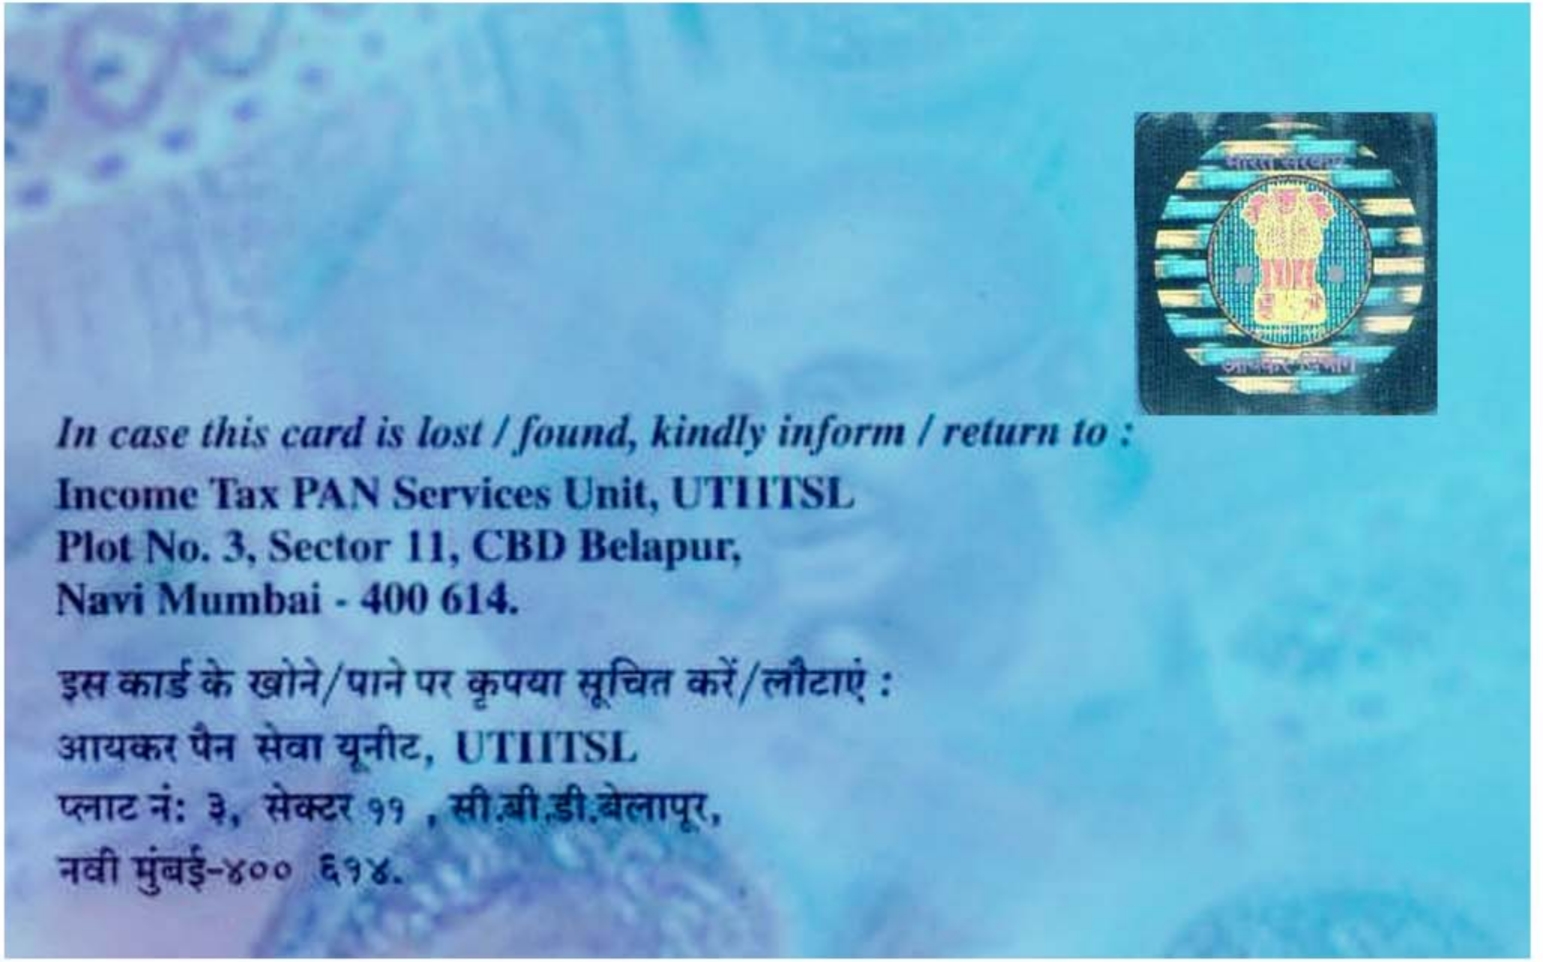 भारत सरकार
आयकर विभाग
In case this card is lost / found, kindly inform / return to :
Income Tax PAN Services Unit, UTIITSL
Plot No. 3, Sector 11, CBD Belapur,
Navi Mumbai - 400 614.
इस कार्ड के खोने/पाने पर कृपया सूचित करें/लौटाएं :
आयकर पैन सेवा यूनीट, UTIITSL
प्लाट नं: ३, सेक्टर ११ , सी.बी.डी.बेलापूर,
नवी मुंबई-४०० ६१४.